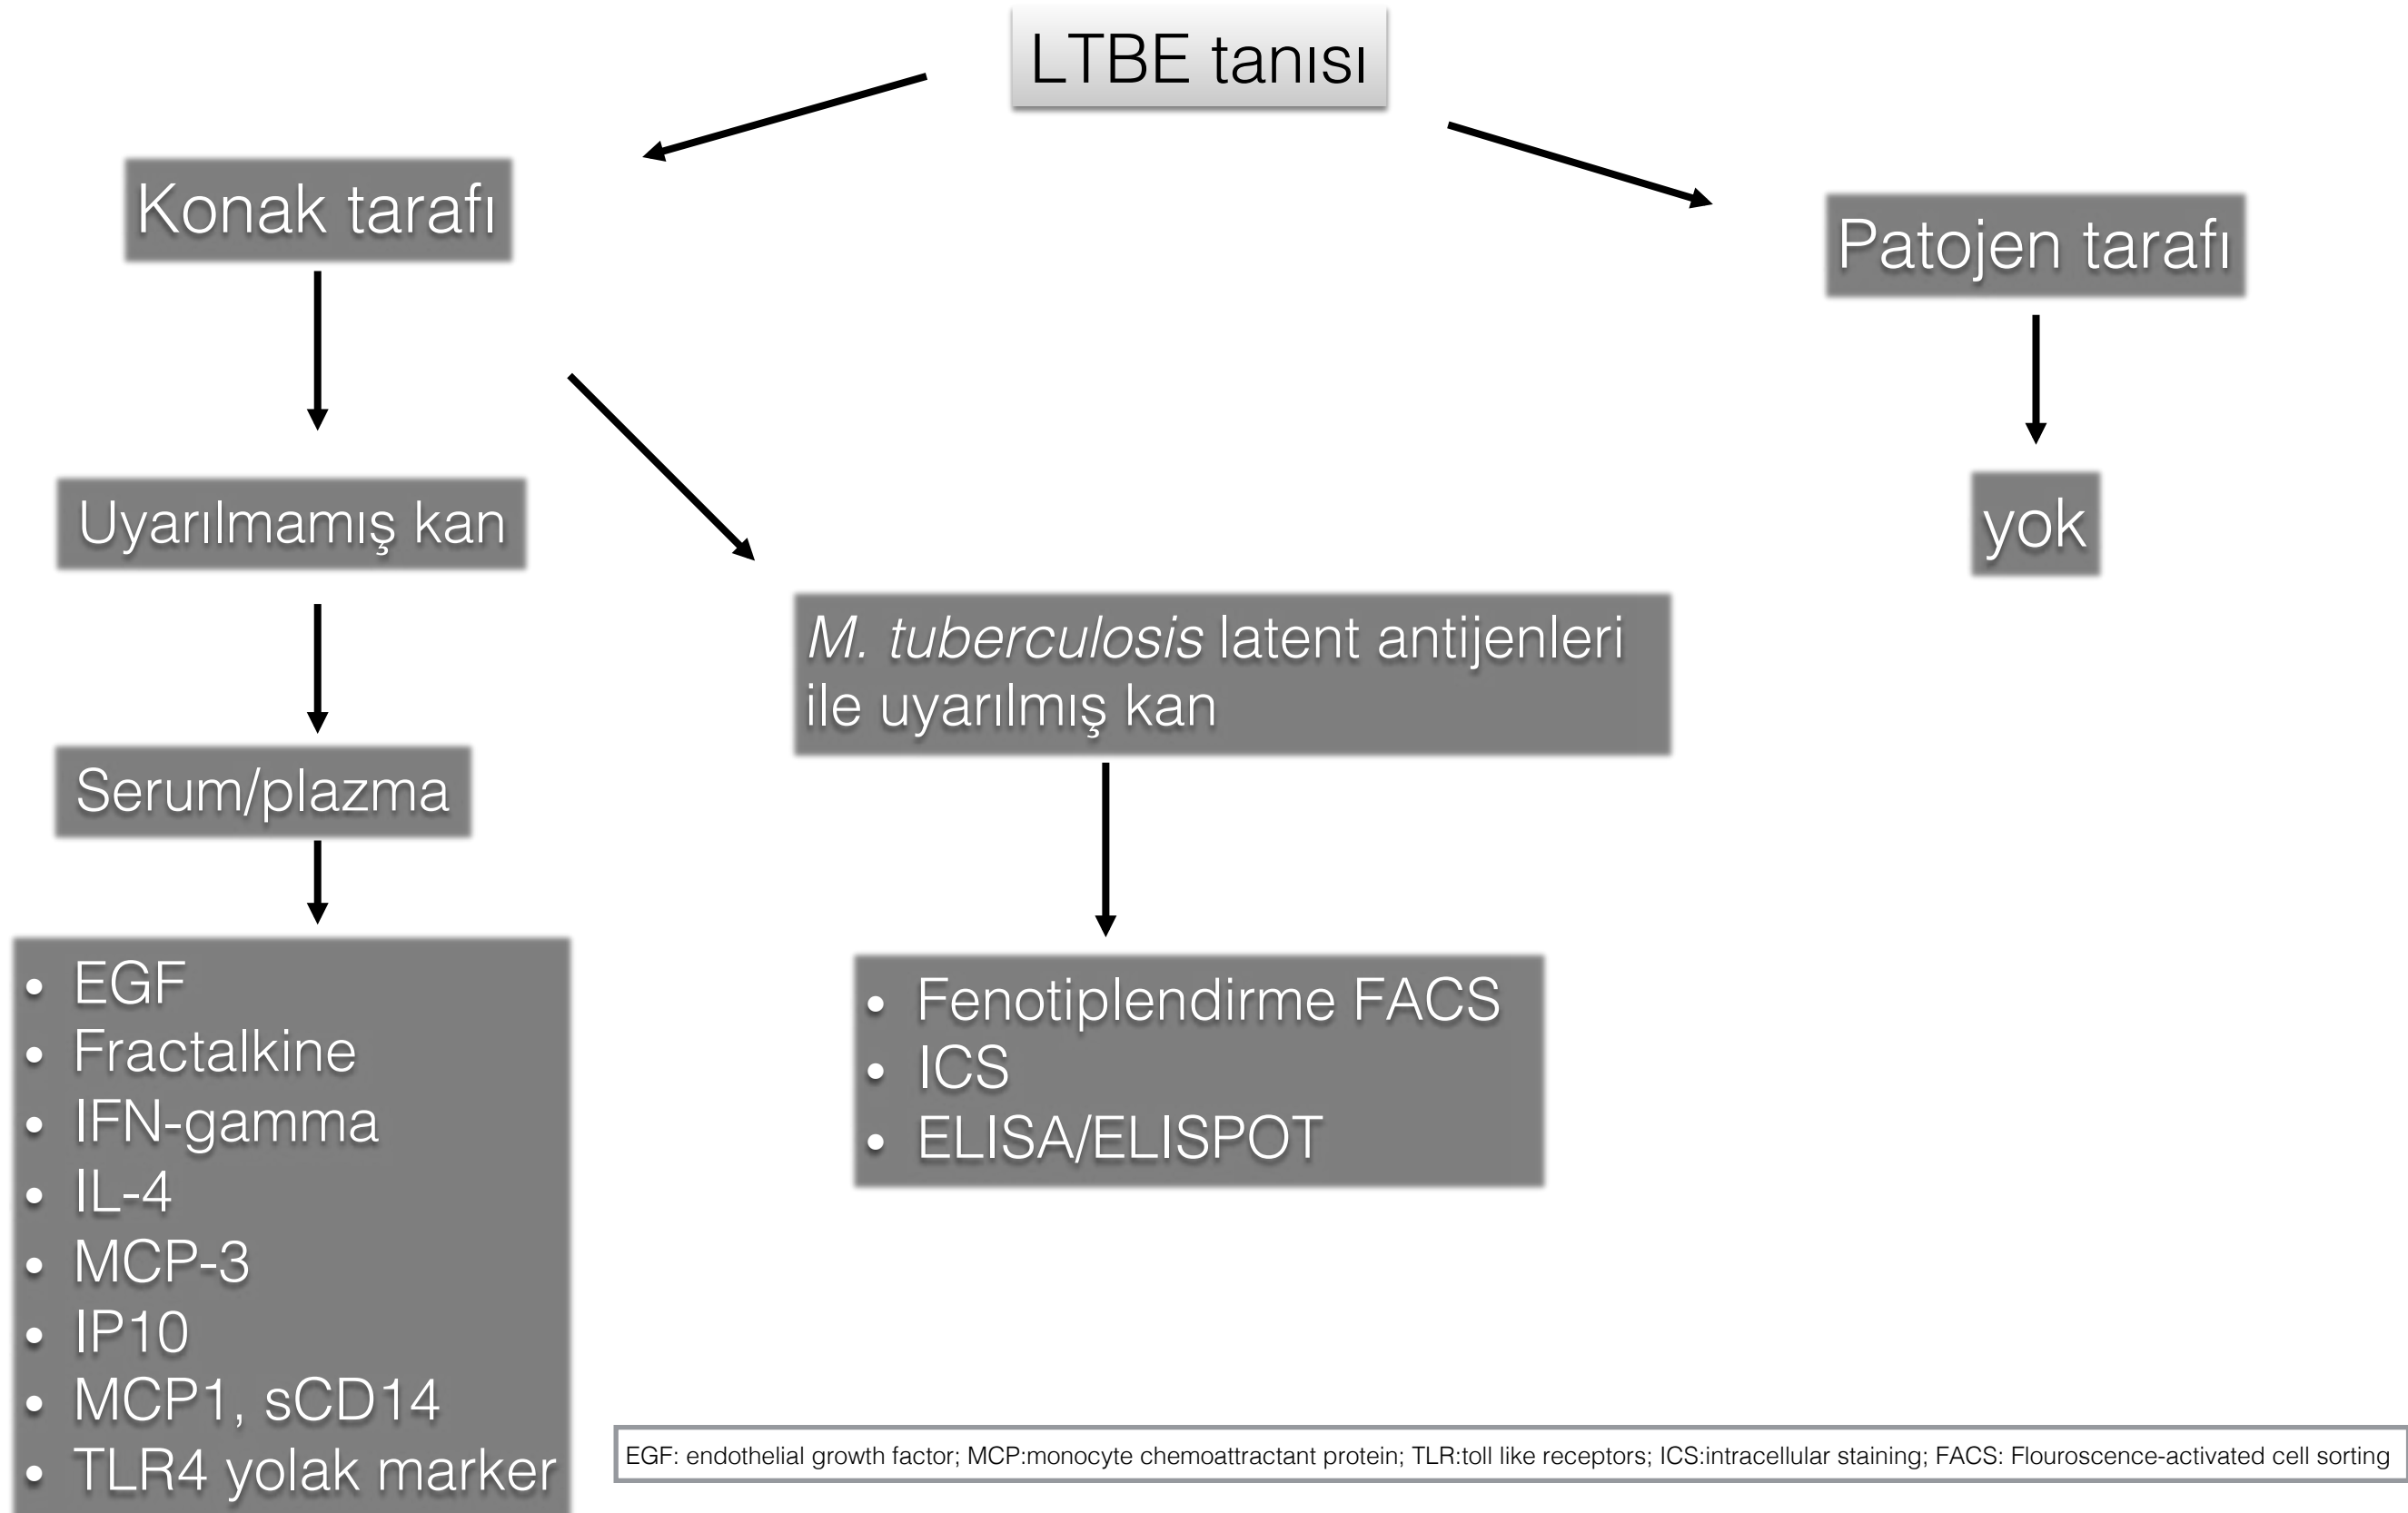 LTBE tanısı
Konak tarafı
Patojen tarafı
Uyarılmamış kan
yok
M. tuberculosis latent antijenleri
ile uyarılmış kan
Serum/plazma
• EGF
• Fractalkine
• IFN-gamma
• IL-4
• MCP-3
• IP10
• MCP1, sCD14
• TLR4 yolak marker
• Fenotiplendirme FACS
• ICS
• ELISA/ELISPOT
EGF: endothelial growth factor; MCP:monocyte chemoattractant protein; TLR:toll like receptors; ICS:intracellular staining; FACS: Flouroscence-activated cell sorting